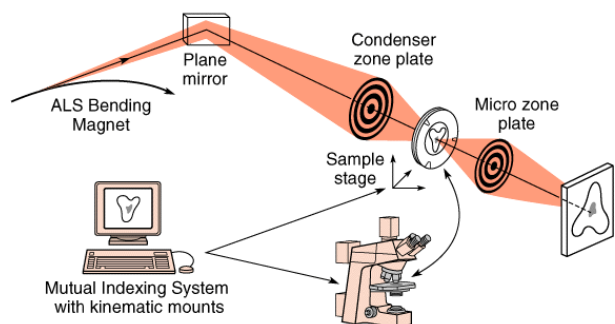 Plane
mirror
Condenser
zone plate
ALS Bending
Magnet
Micro zone
plate
Sample
stage
Mutual Indexing System
with kinematic mounts